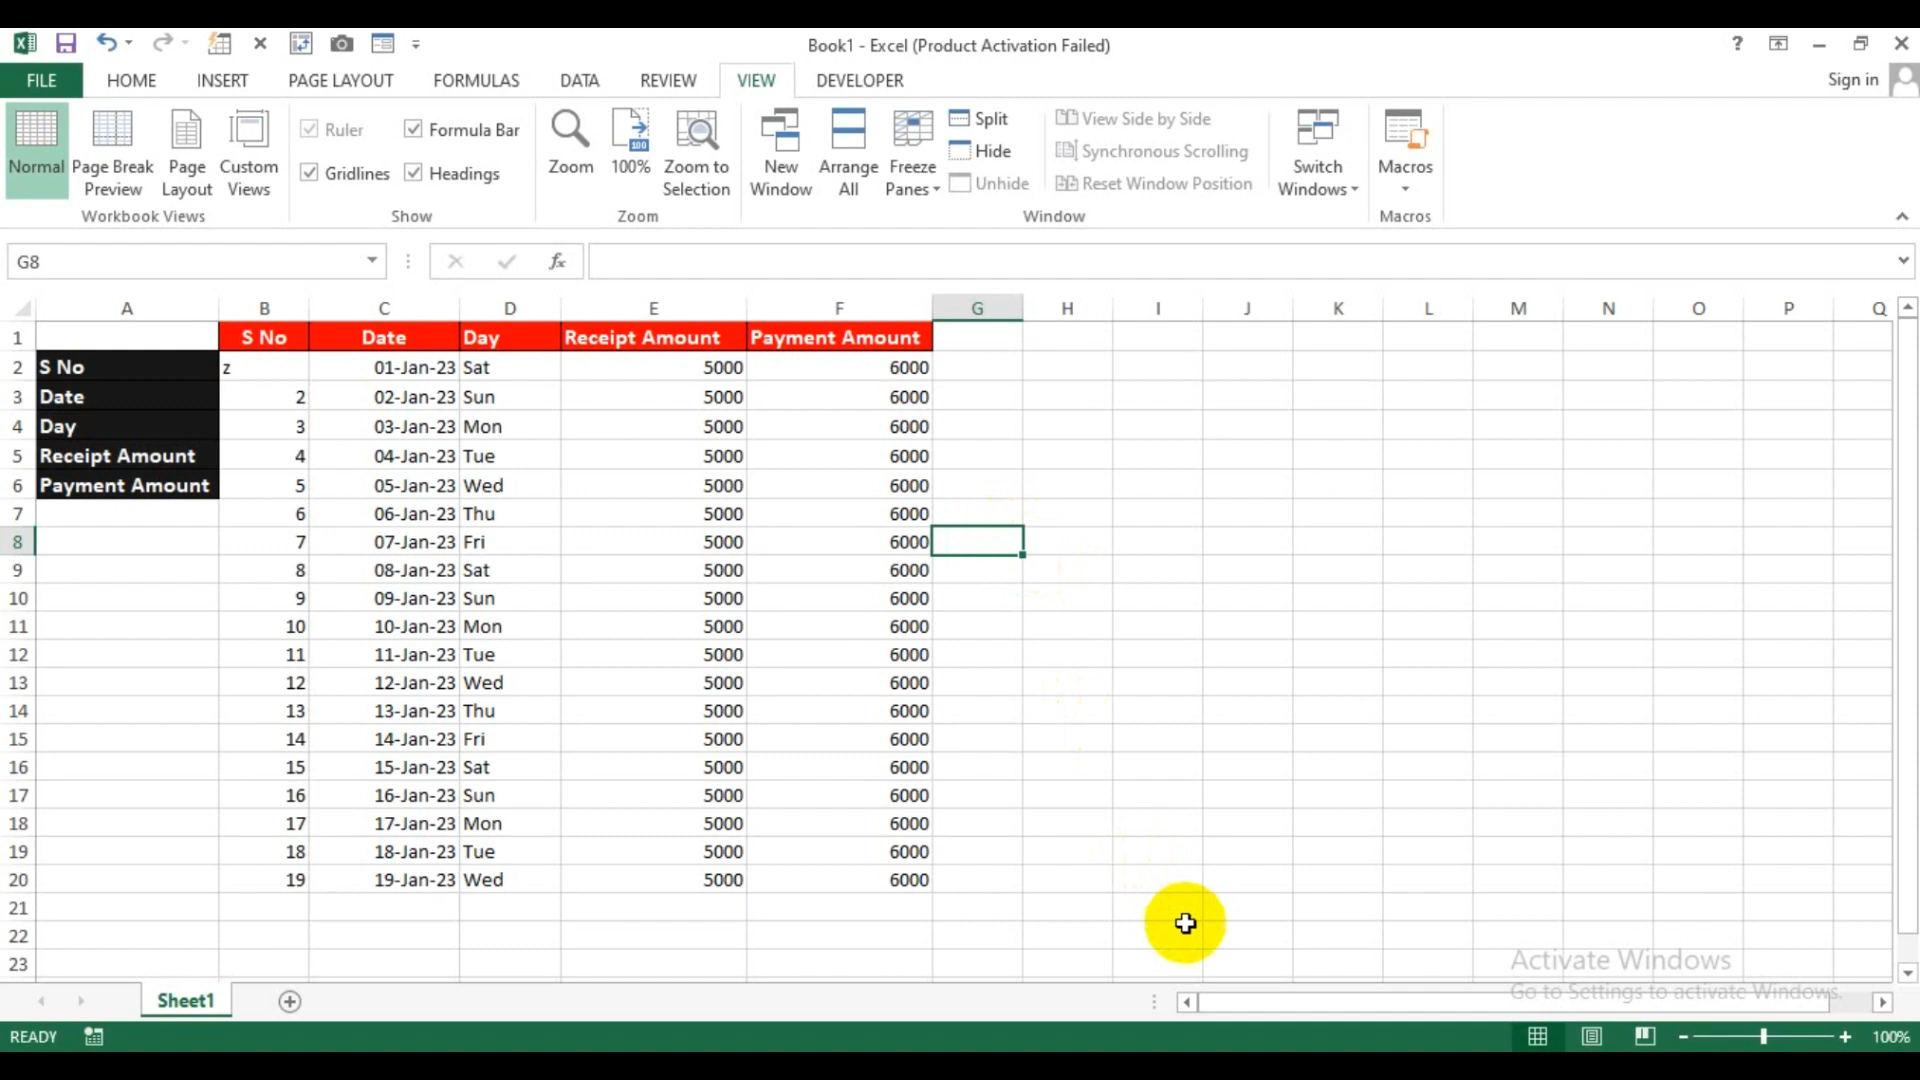 Book1 - Excel (Product Activation Failed)
?
FILE HOME INSERT PAGE LAYOUT FORMULAS DATA REVIEW VIEW DEVELOPER Sign in
Normal
Page Break Preview
Page Layout
Custom Views
Workbook Views
Ruler
Formula Bar
Gridlines
Headings
Show
Zoom
100
100%
Zoom to Selection
Zoom
New Window
Arrange All
Freeze Panes
Split
Hide
Unhide
View Side by Side
Synchronous Scrolling
Reset Window Position
Window
Switch Windows
Macros
Macros
G8
fx
A B C D E F G H I J K L M N O P Q
1 S No Date Day Receipt Amount Payment Amount
2 S No z 01-Jan-23 Sat 5000 6000
3 Date 2 02-Jan-23 Sun 5000 6000
4 Day 3 03-Jan-23 Mon 5000 6000
5 Receipt Amount 4 04-Jan-23 Tue 5000 6000
6 Payment Amount 5 05-Jan-23 Wed 5000 6000
7 6 06-Jan-23 Thu 5000 6000
8 7 07-Jan-23 Fri 5000 6000
9 8 08-Jan-23 Sat 5000 6000
10 9 09-Jan-23 Sun 5000 6000
11 10 10-Jan-23 Mon 5000 6000
12 11 11-Jan-23 Tue 5000 6000
13 12 12-Jan-23 Wed 5000 6000
14 13 13-Jan-23 Thu 5000 6000
15 14 14-Jan-23 Fri 5000 6000
16 15 15-Jan-23 Sat 5000 6000
17 16 16-Jan-23 Sun 5000 6000
18 17 17-Jan-23 Mon 5000 6000
19 18 18-Jan-23 Tue 5000 6000
20 19 19-Jan-23 Wed 5000 6000
21
22
23
Activate Windows
Go to Settings to activate Windows.
Sheet1
READY
100%